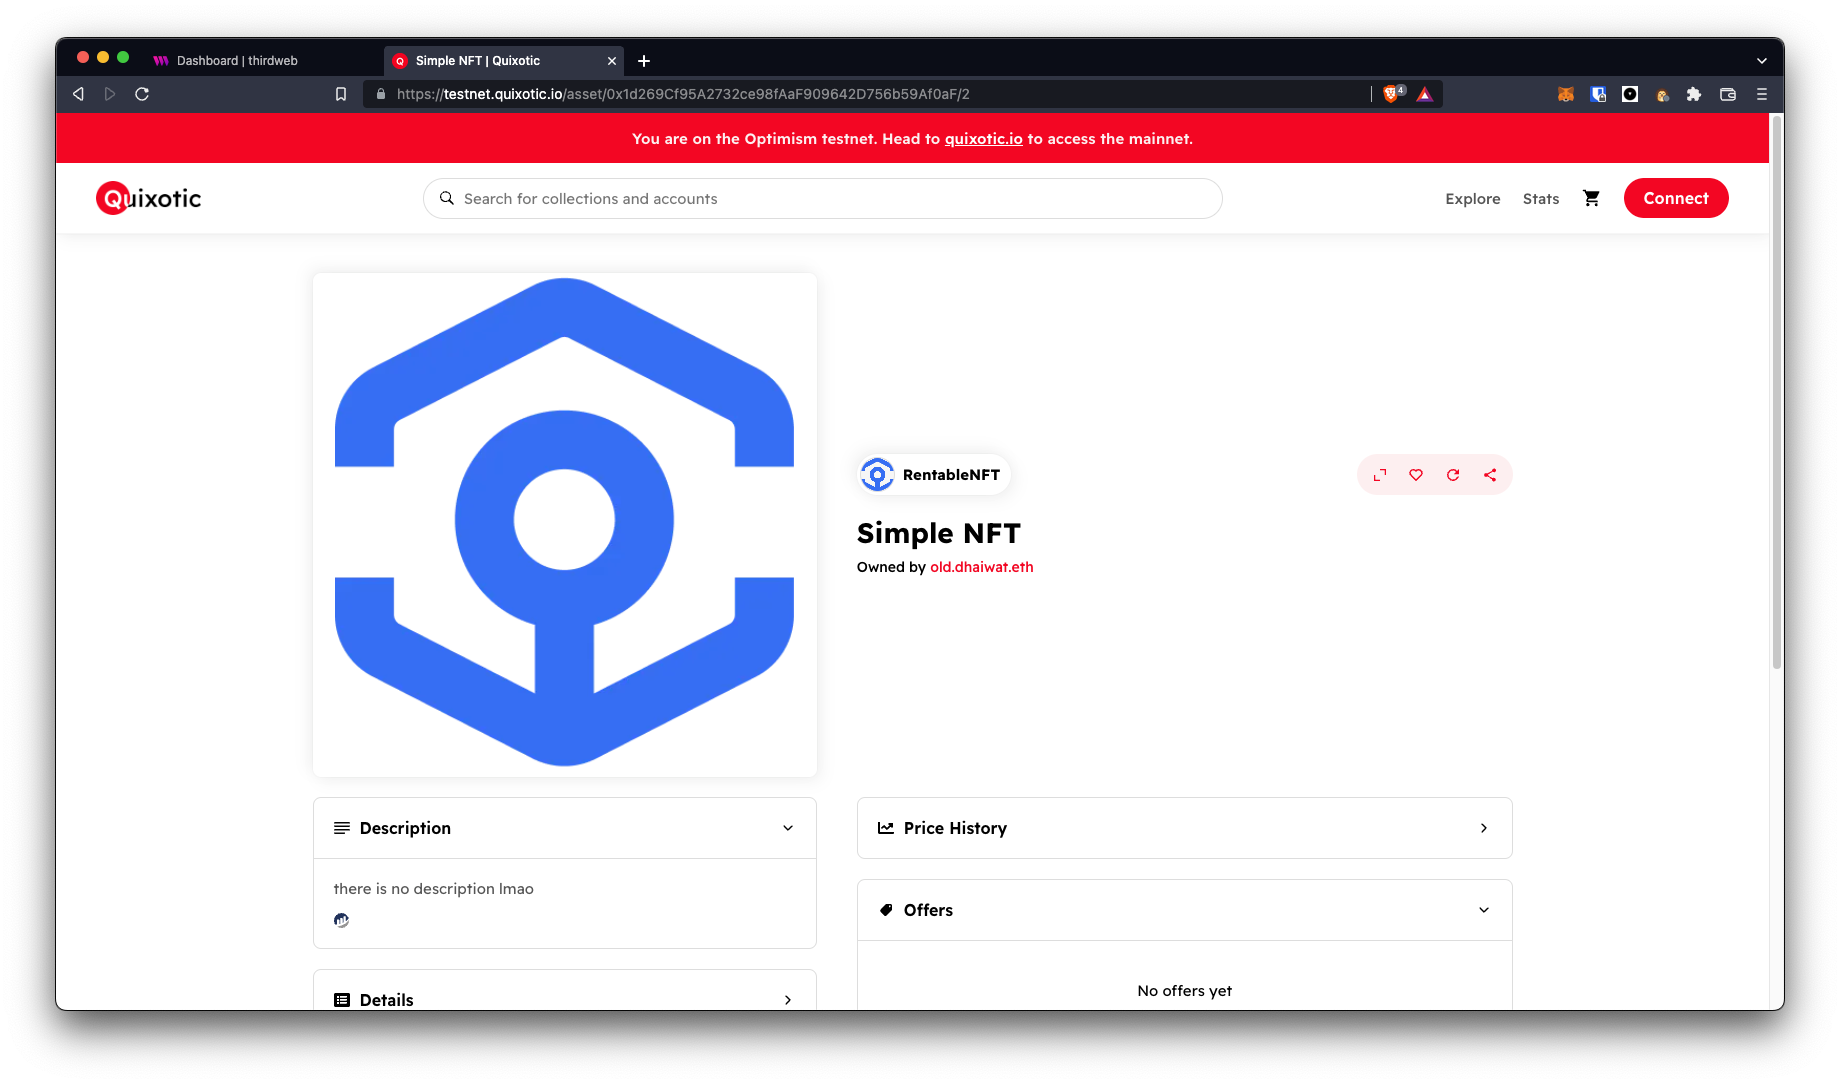 Dashboard | thirdweb
Simple NFT | Quixotic
https://testnet.quixotic.io/asset/0x1d269Cf95A2732ce98fAaF909642D756b59Af0aF/2
4
You are on the Optimism testnet. Head to quixotic.io to access the mainnet.
Quixotic
Search for collections and accounts
Explore
Stats
Connect
RentableNFT
Simple NFT
Owned by old.dhaiwat.eth
Description
there is no description lmao
Details
Price History
Offers
No offers yet